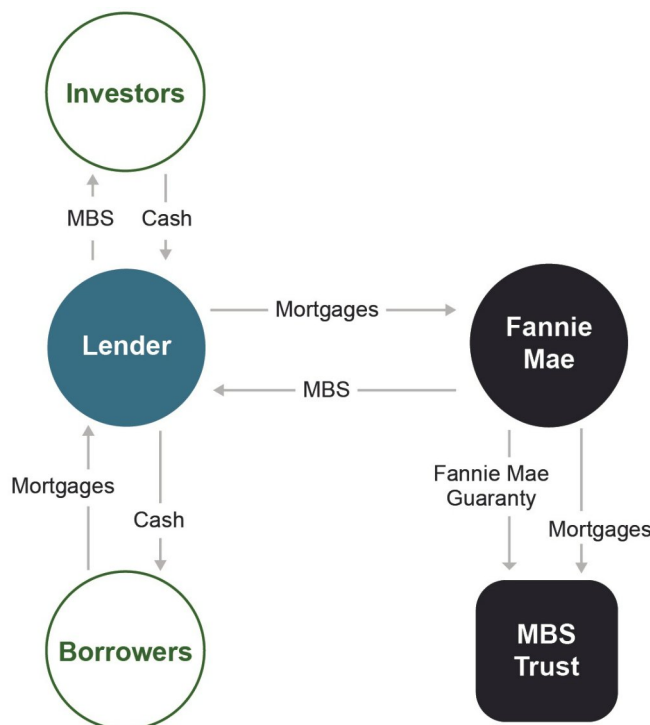 Investors
MBS
Cash
Lender
Mortgages
Fannie
Mae
MBS
Mortgages
Cash
Fannie Mae
Guaranty
Mortgages
Borrowers
MBS
Trust